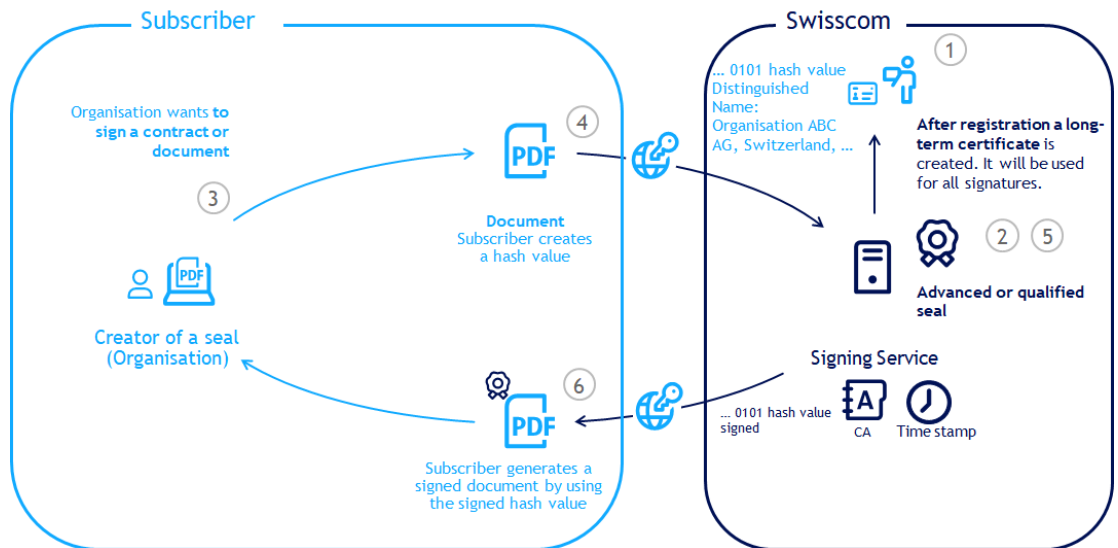 Subscriber
Swisscom
Organisation wants to
sign a contract or
document
3
PDF
Creator of a seal
(Organisation)
4
PDF
Document
Subscriber creates
a hash value
1
... 0101 hash value
Distinguished
Name:
Organisation ABC
AG, Switzerland, ...
After registration a long-
term certificate is
created. It will be used
for all signatures.
2
5
Advanced or qualified
seal
Signing Service
A
CA
Time stamp
... 0101 hash value
signed
6
PDF
Subscriber generates a
signed document by using
the signed hash value